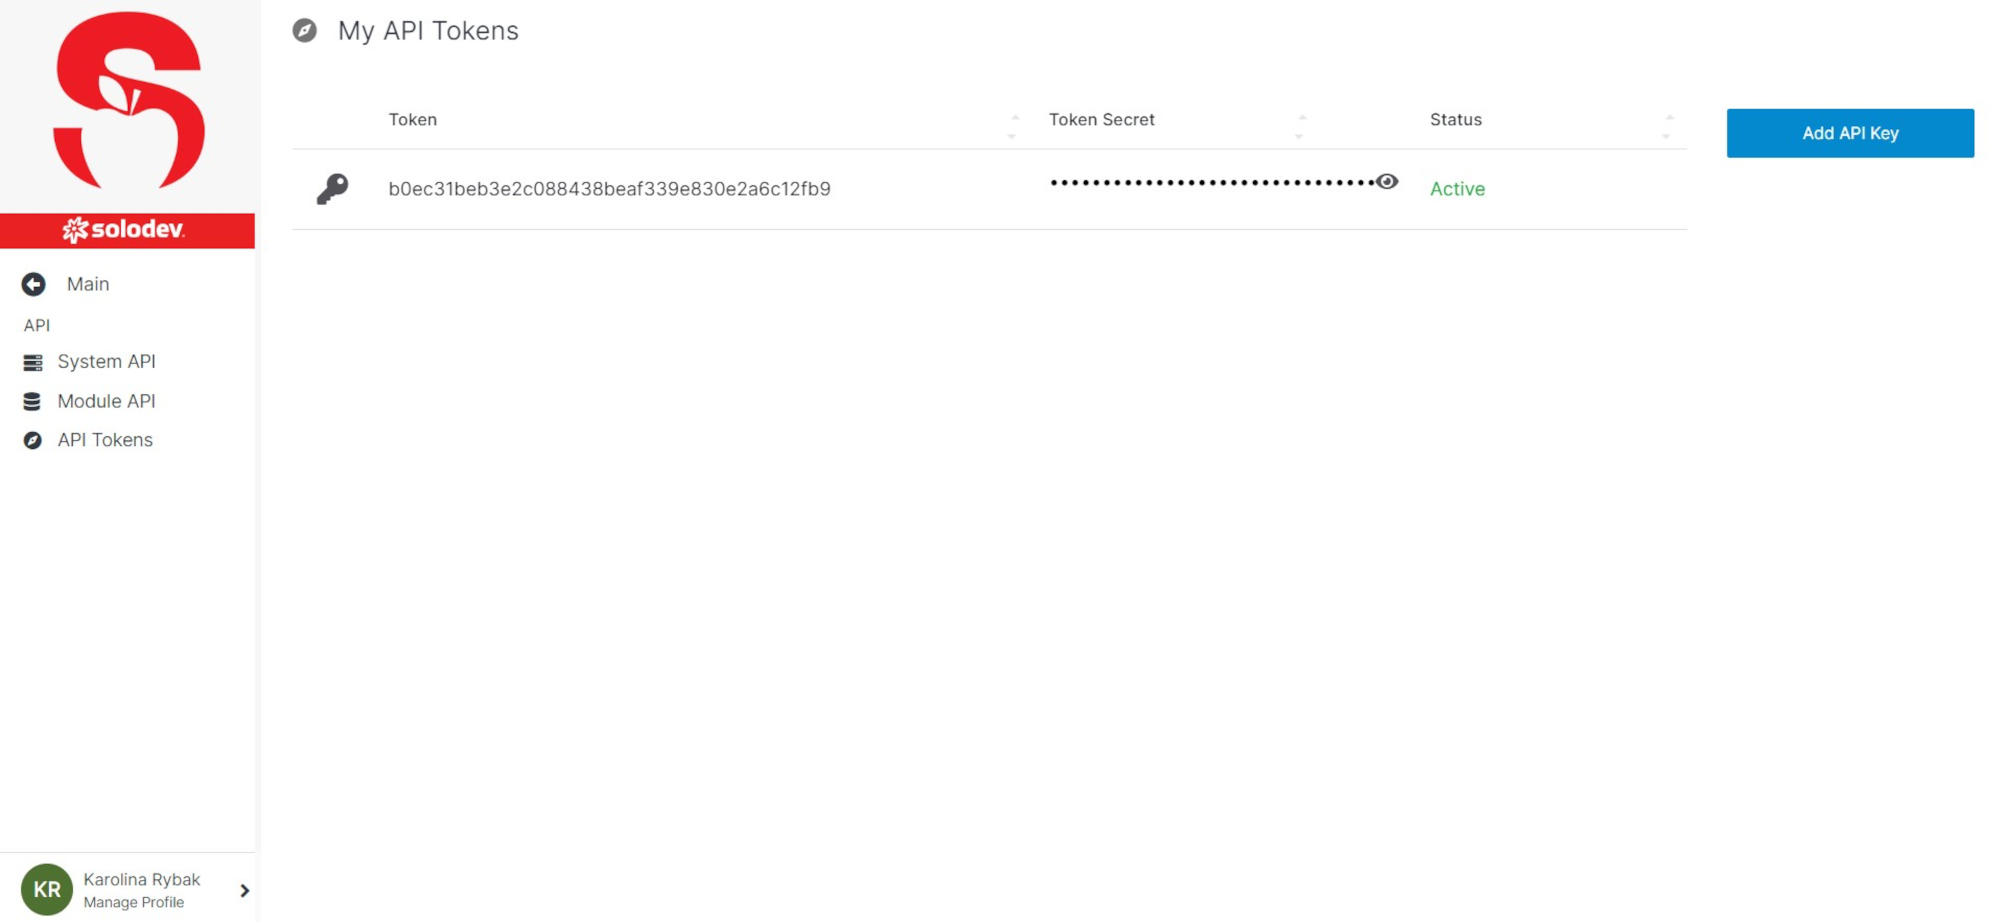 My API Tokens
Token Token Secret Status
Add API Key
b0ec31beb3e2c088438beaf339e830e2a6c12fb9 ••••••••••••••••••••••••••••••• Active
solodev
Main
API
System API
Module API
API Tokens
KR
Karolina Rybak
Manage Profile